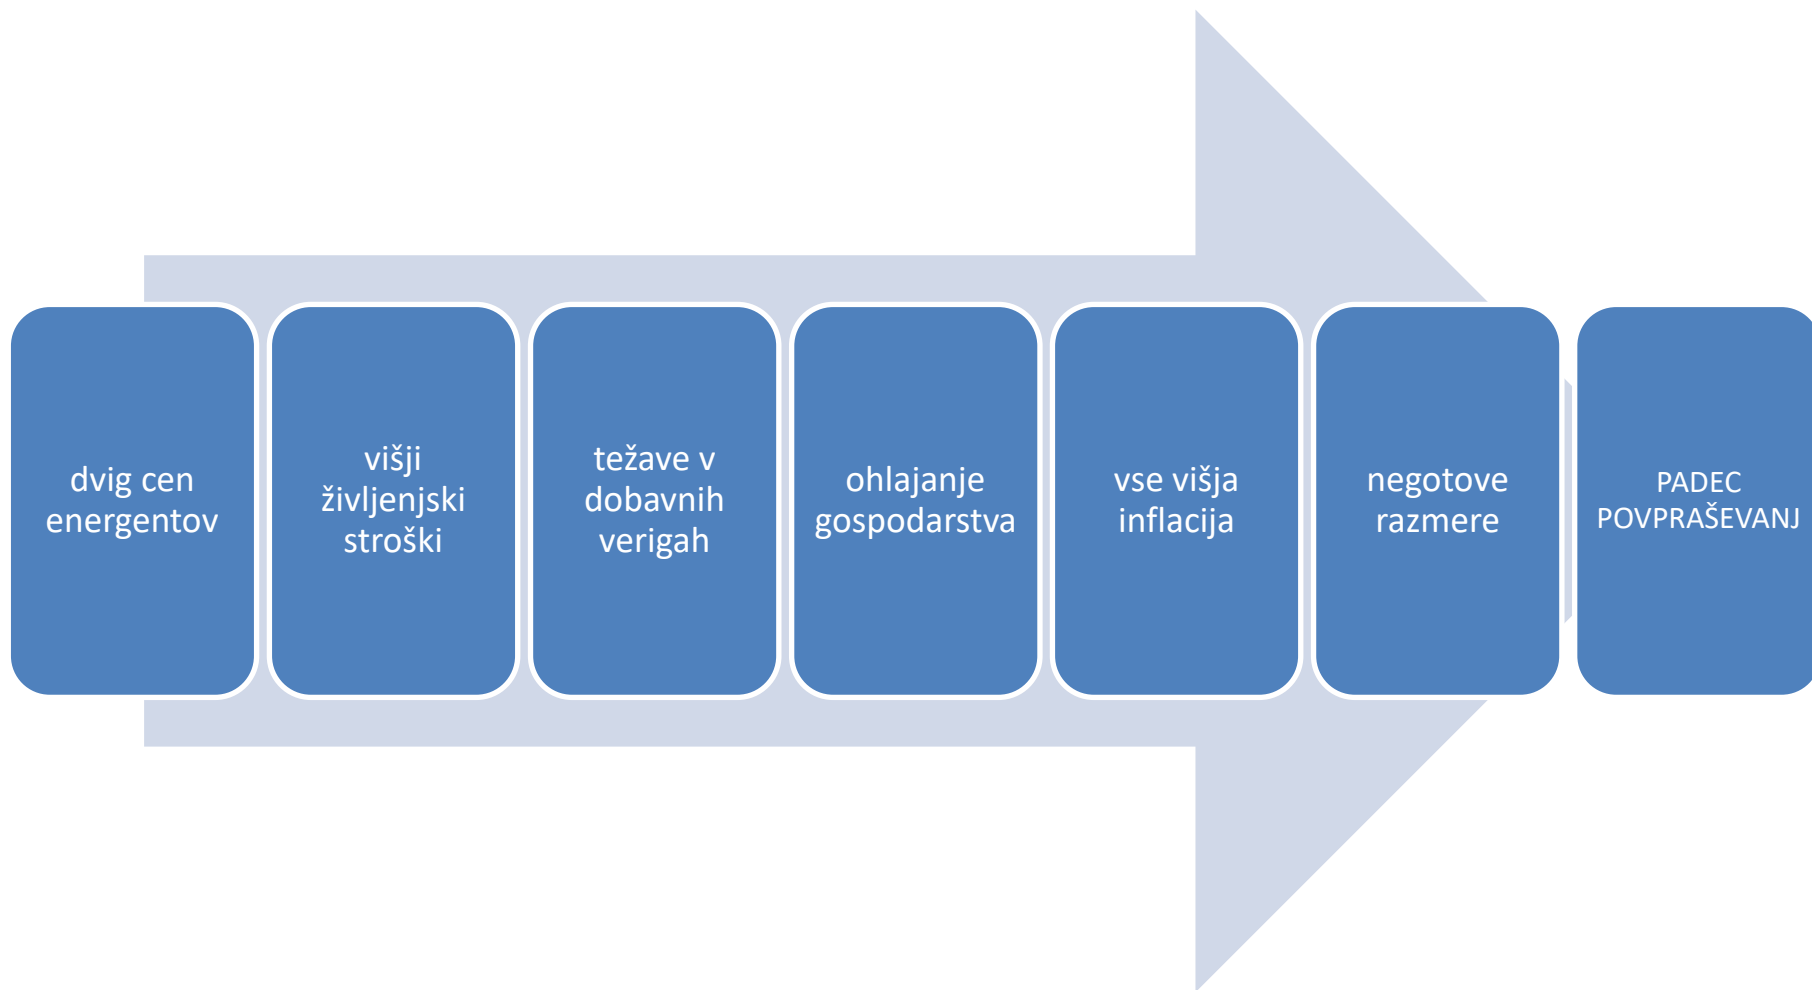 dvig cen
energentov
višji
življenjski
stroški
težave v
dobavnih
verigah
ohlajanje
gospodarstva
vse višja
inflacija
negotove
razmere
PADEC
POVPRAŠEVANJ